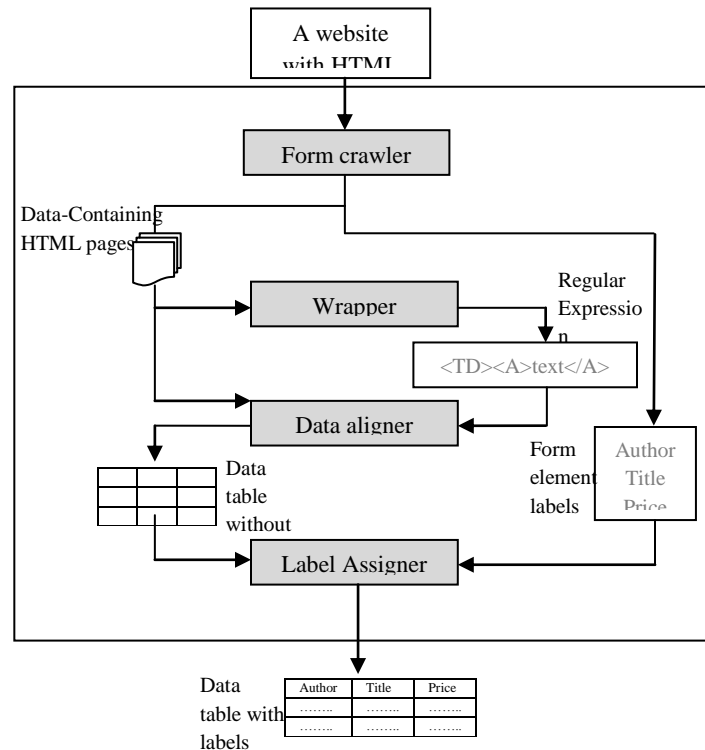 A website
with HTML
Form crawler
Data-Containing
HTML pages
Wrapper
Regular
Expressio
n
<TD><A>text</A>
Data aligner
Data
table
without
Form
element
labels
Author
Title
Price
Label Assigner
Data
table with
labels
Author Title Price
…….. …….. ……..
…….. …….. ……..